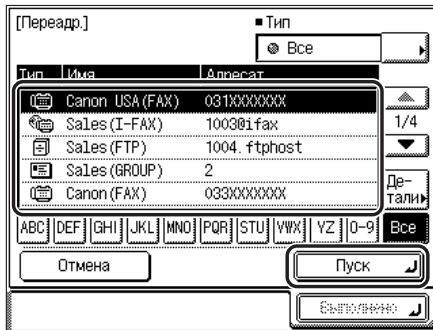 [Переадр.]
Тип
Все
Тип Имя Адресат
Canon USA(FAX) 031XXXXXXX
Sales(I-FAX) 1003@ifax
1/4
Sales(FTP) 1004.ftphost
Sales(GROUP) 2
Де-
тали
Canon(FAX) 033XXXXXXX
ABC DEF GHI JKL MNO PQR STU VWX YZ 0-9 Все
Отмена Пуск
Выполнено